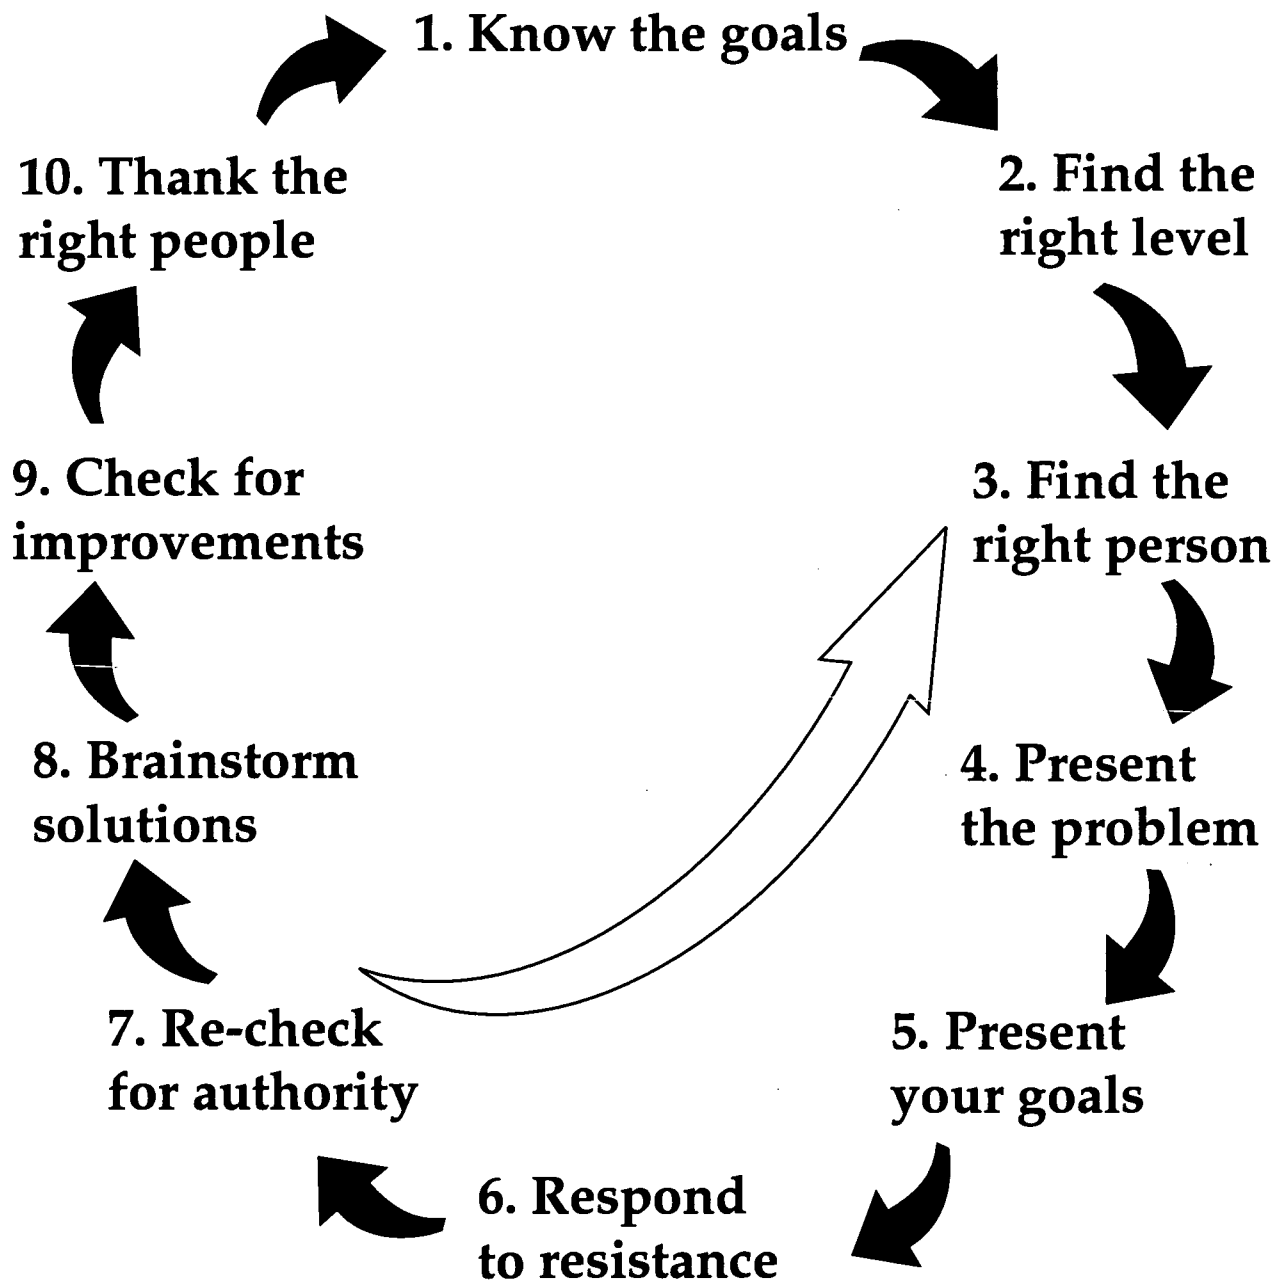 1. Know the goals
2. Find the
right level
3. Find the
right person
4. Present
the problem
5. Present
your goals
6. Respond
to resistance
7. Re-check
for authority
8. Brainstorm
solutions
9. Check for
improvements
10. Thank the
right people